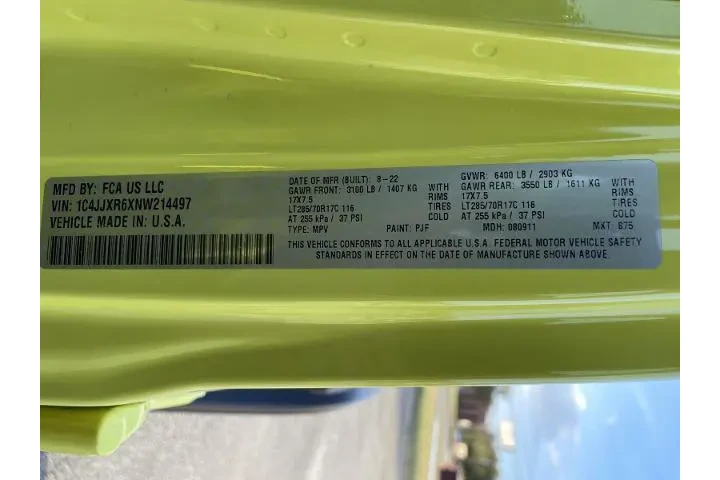 MFD BY: FCA US LLC
VIN: 1C4JJXR6XNW214497
VEHICLE MADE IN: U.S.A.
DATE OF MFR (BUILT): 8-22
GAWR FRONT: 3100 LB / 1407 KG WITH
17X7.5 RIMS
LT285/70R17C 116 TIRES
AT 255 kPa / 37 PSI COLD
TYPE: MPV PAINT: PJF
GVWR: 6400 LB / 2903 KG
GAWR REAR: 3550 LB / 1611 KG WITH
17X7.5 RIMS
LT285/70R17C 116 TIRES
AT 255 kPa / 37 PSI COLD
MDH: 080911 MXT: 875
THIS VEHICLE CONFORMS TO ALL APPLICABLE U.S.A. FEDERAL MOTOR VEHICLE SAFETY
STANDARDS IN EFFECT ON THE DATE OF MANUFACTURE SHOWN ABOVE.